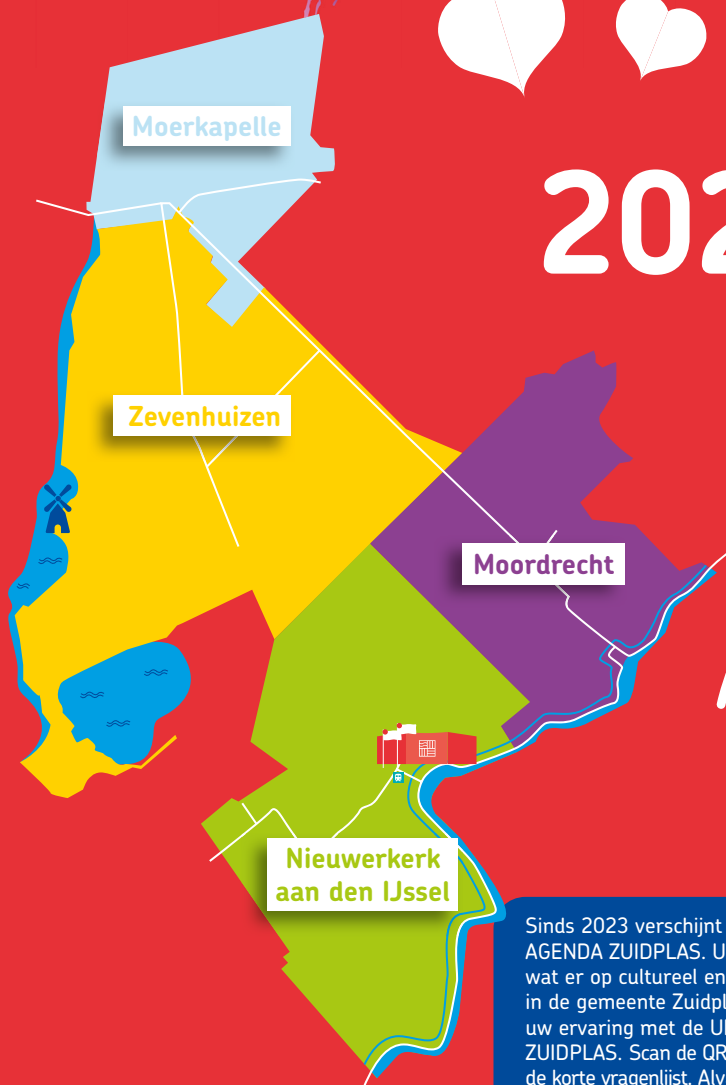 Moerkapelle
202
Zevenhuizen
Moordrecht
Nieuwerkerk
aan den IJssel
Sinds 2023 verschijnt
AGENDA ZUIDPLAS. U
wat er op cultureel en
in de gemeente Zuidpl
uw ervaring met de UI
ZUIDPLAS. Scan de QR
de korte vragenlijst. Alv